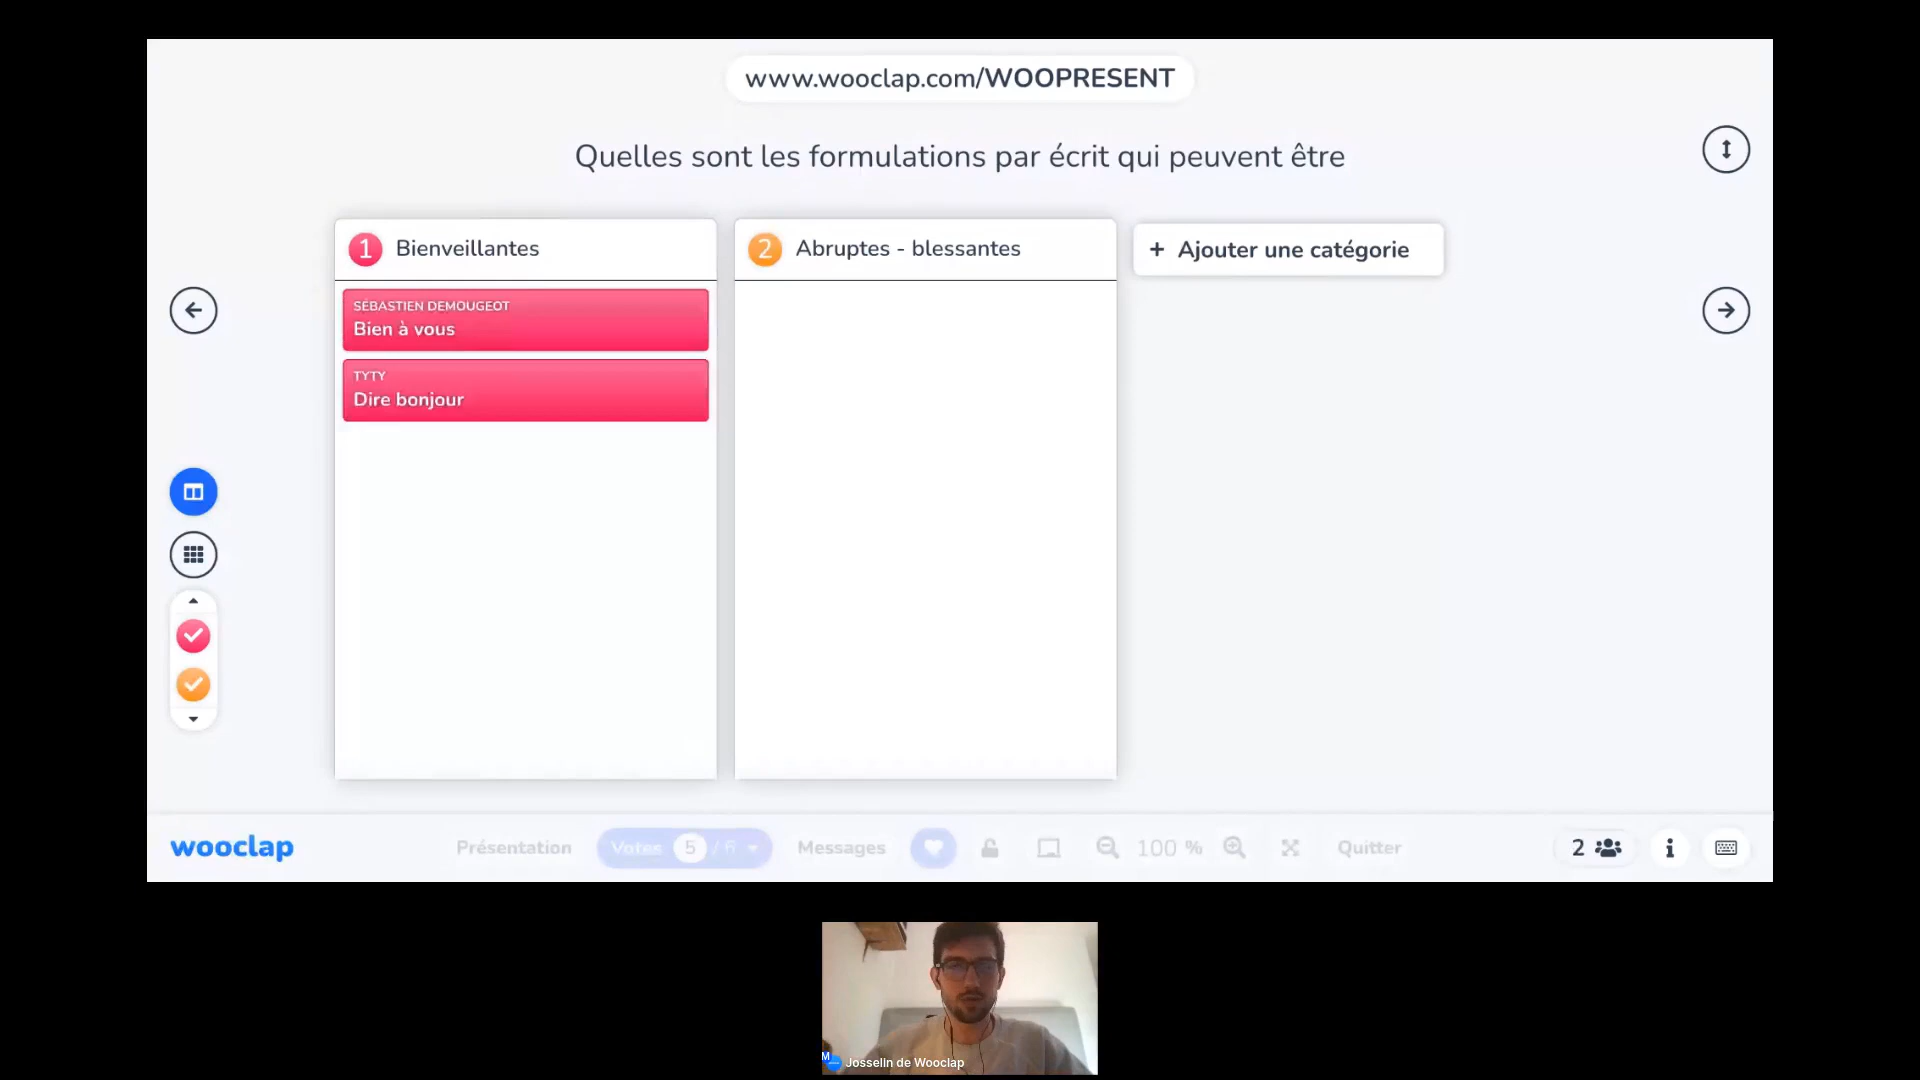 www.wooclap.com/WOOPRESENT
Quelles sont les formulations par écrit qui peuvent être
1 Bienveillantes
2 Abruptes - blessantes
+ Ajouter une catégorie
SÉBASTIEN DEMOUGEOT
Bien à vous
TYTY
Dire bonjour
wooclap
Présentation
Votes 5 / 6
Messages
100 %
Quitter
2
i
M
Josselin de Wooclap